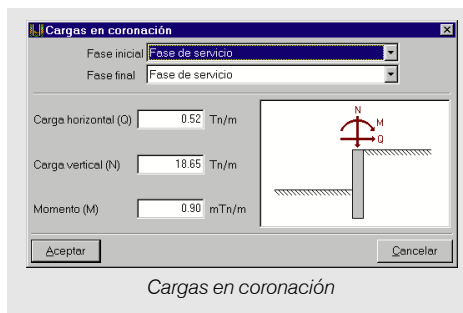 Cargas en coronación
Fase inicial Fase de servicio
Fase final Fase de servicio
Carga horizontal (Q) 0.52 Tn/m
Carga vertical (N) 18.65 Tn/m
Momento (M) 0.90 mTn/m
N
M
Q
Aceptar Cancelar
Cargas en coronación